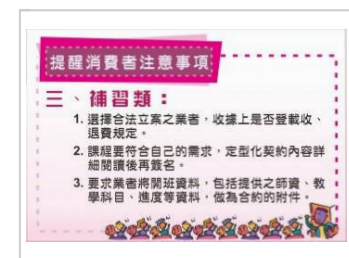 提醒消費者注意事項
三、補習類：
1. 選擇合法立案之業者，收據上是否登載收、
退費規定。
2. 課程要符合自己的需求，定型化契約內容詳
細閱讀後再簽名。
3. 要求業者將開班資料，包括提供之師資、教
學科目、進度等資料，做為合約的附件。